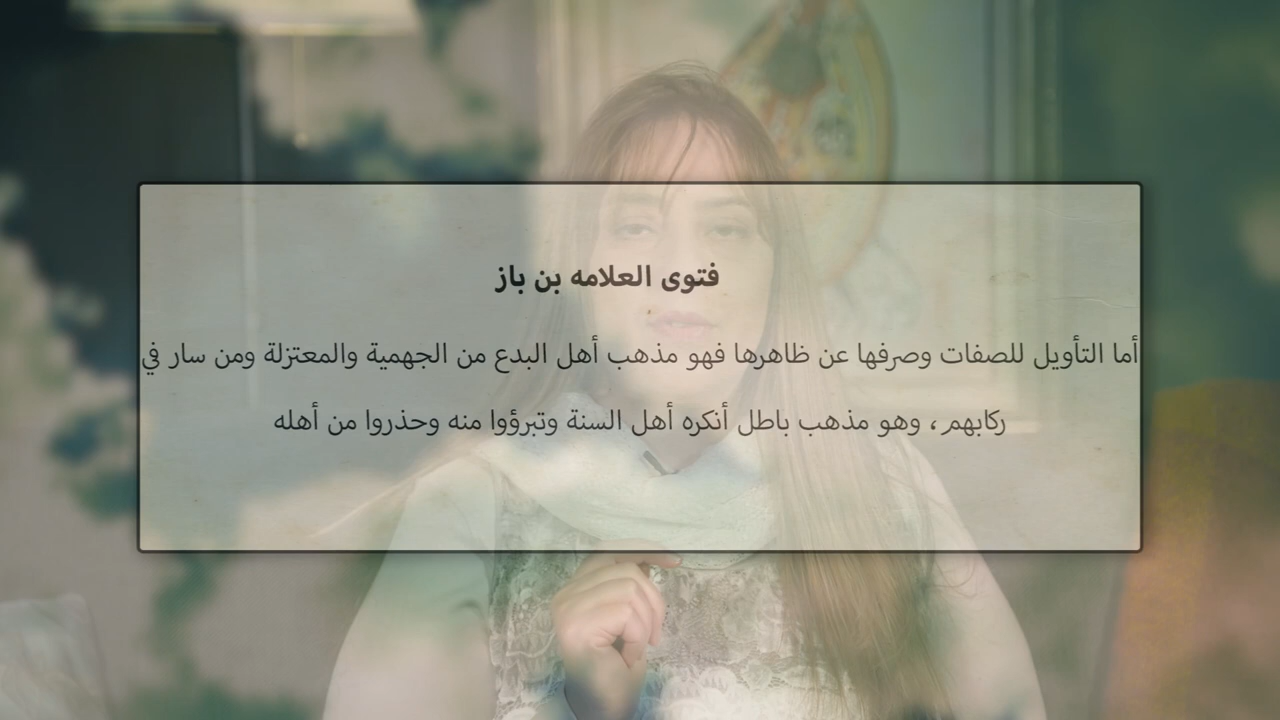 فتوى العلامه بن باز
أما التأويل للصفات وصرفها عن ظاهرها فهو مذهب أهل البدع من الجهمية والمعتزلة ومن سار في
ركابهم، وهو مذهب باطل أنكره أهل السنة وتبرؤوا منه وحذروا من أهله